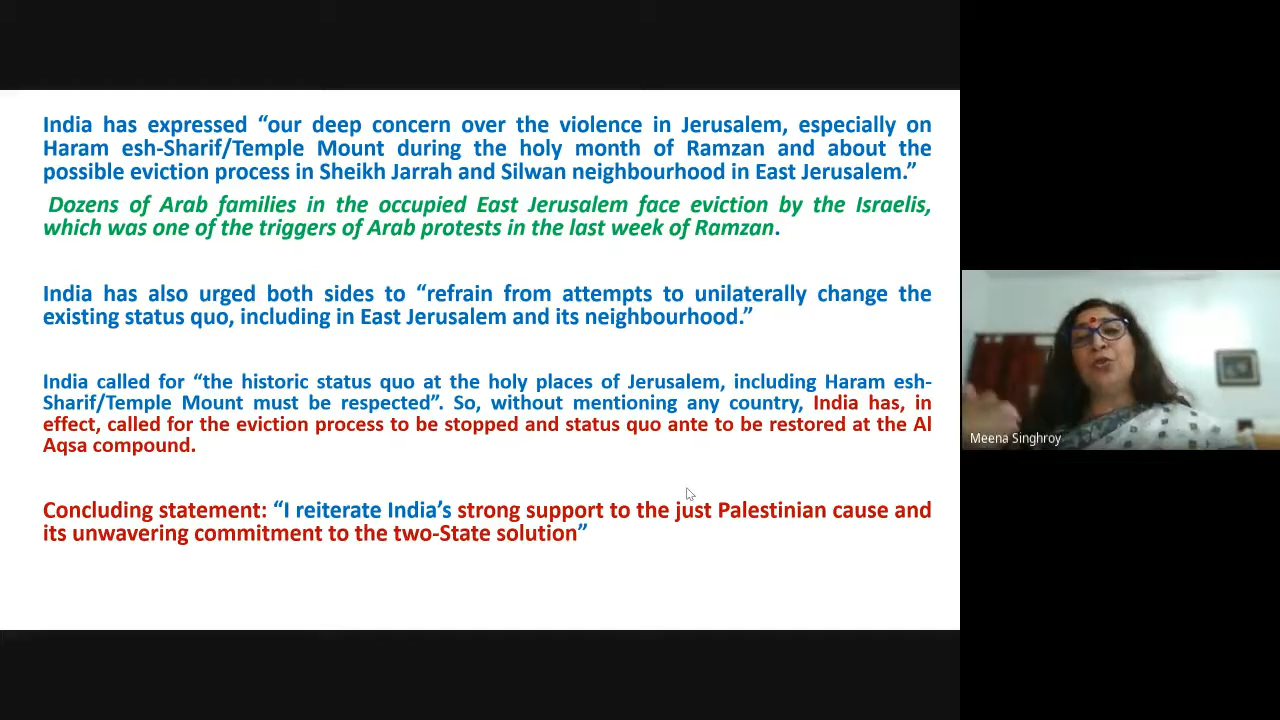 India has expressed “our deep concern over the violence in Jerusalem, especially on
Haram esh-Sharif/Temple Mount during the holy month of Ramzan and about the
possible eviction process in Sheikh Jarrah and Silwan neighbourhood in East Jerusalem.”
Dozens of Arab families in the occupied East Jerusalem face eviction by the Israelis,
which was one of the triggers of Arab protests in the last week of Ramzan.
India has also urged both sides to “refrain from attempts to unilaterally change the
existing status quo, including in East Jerusalem and its neighbourhood.”
India called for “the historic status quo at the holy places of Jerusalem, including Haram esh-
Sharif/Temple Mount must be respected”. So, without mentioning any country, India has, in
effect, called for the eviction process to be stopped and status quo ante to be restored at the Al
Aqsa compound.
Concluding statement: “I reiterate India’s strong support to the just Palestinian cause and
its unwavering commitment to the two-State solution”
Meena Singhroy